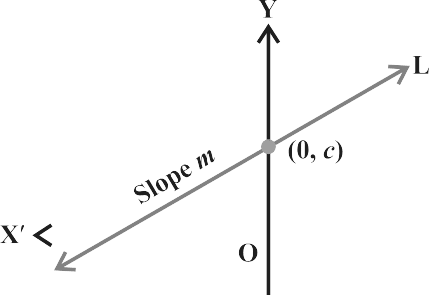 Y
L
(0, c)
Slope m
X′
O